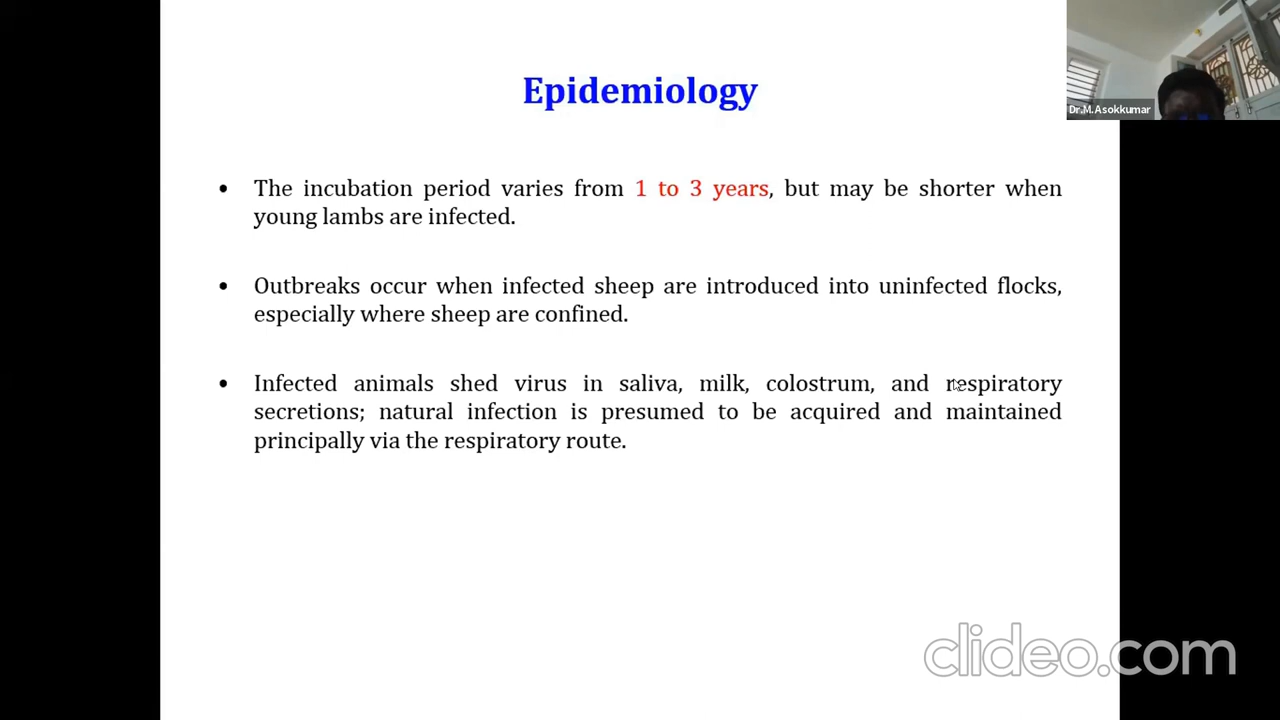 Epidemiology
Dr.M.Asokkumar
• The incubation period varies from 1 to 3 years, but may be shorter when
young lambs are infected.
• Outbreaks occur when infected sheep are introduced into uninfected flocks,
especially where sheep are confined.
• Infected animals shed virus in saliva, milk, colostrum, and respiratory
secretions; natural infection is presumed to be acquired and maintained
principally via the respiratory route.
clideo.com